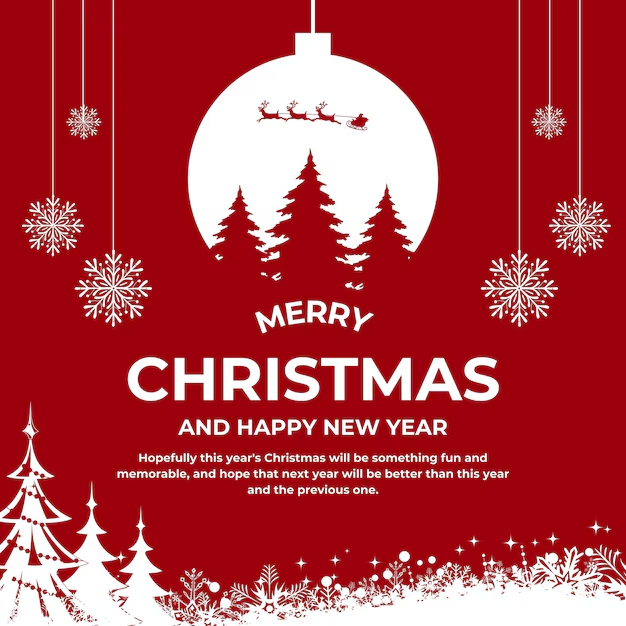 MERRY
CHRISTMAS
AND HAPPY NEW YEAR
Hopefully this year's Christmas will be something fun and
memorable, and hope that next year will be better than this year
and the previous one.